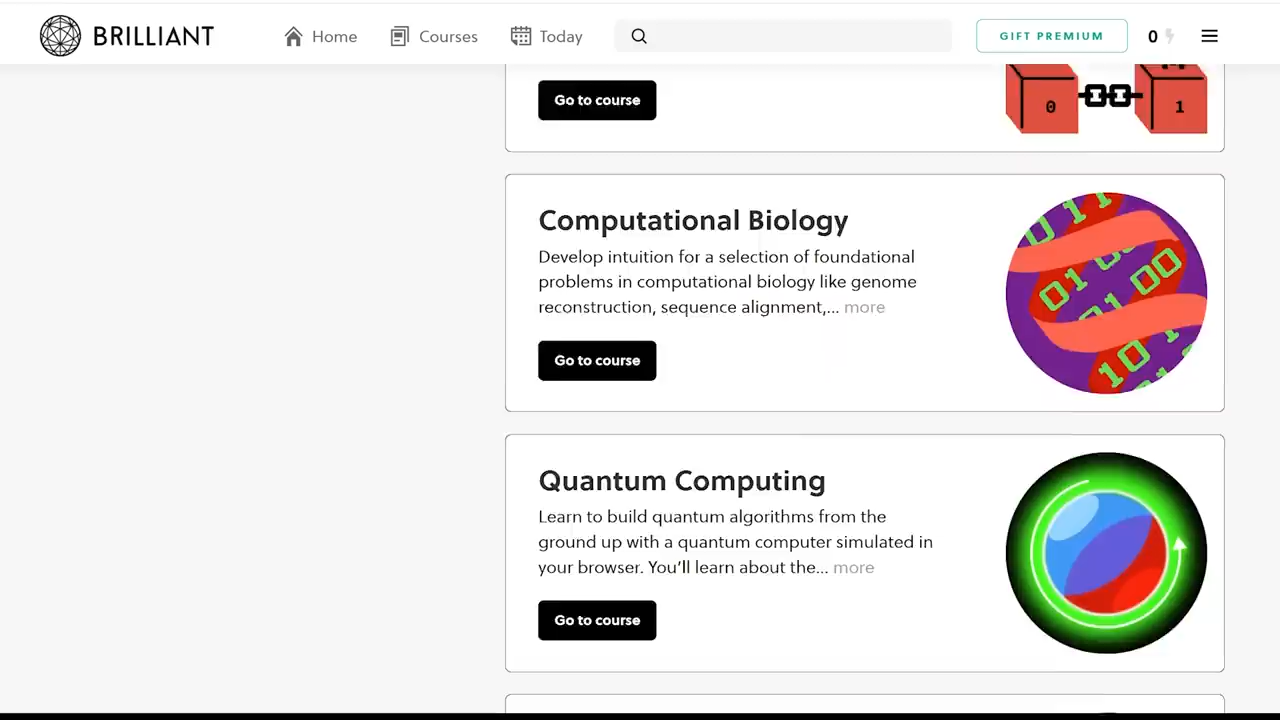 BRILLIANT
Home
Courses
Today
GIFT PREMIUM
0
Go to course
0
1
Computational Biology
Develop intuition for a selection of foundational
problems in computational biology like genome
reconstruction, sequence alignment,... more
Go to course
Quantum Computing
Learn to build quantum algorithms from the
ground up with a quantum computer simulated in
your browser. You’ll learn about the... more
Go to course